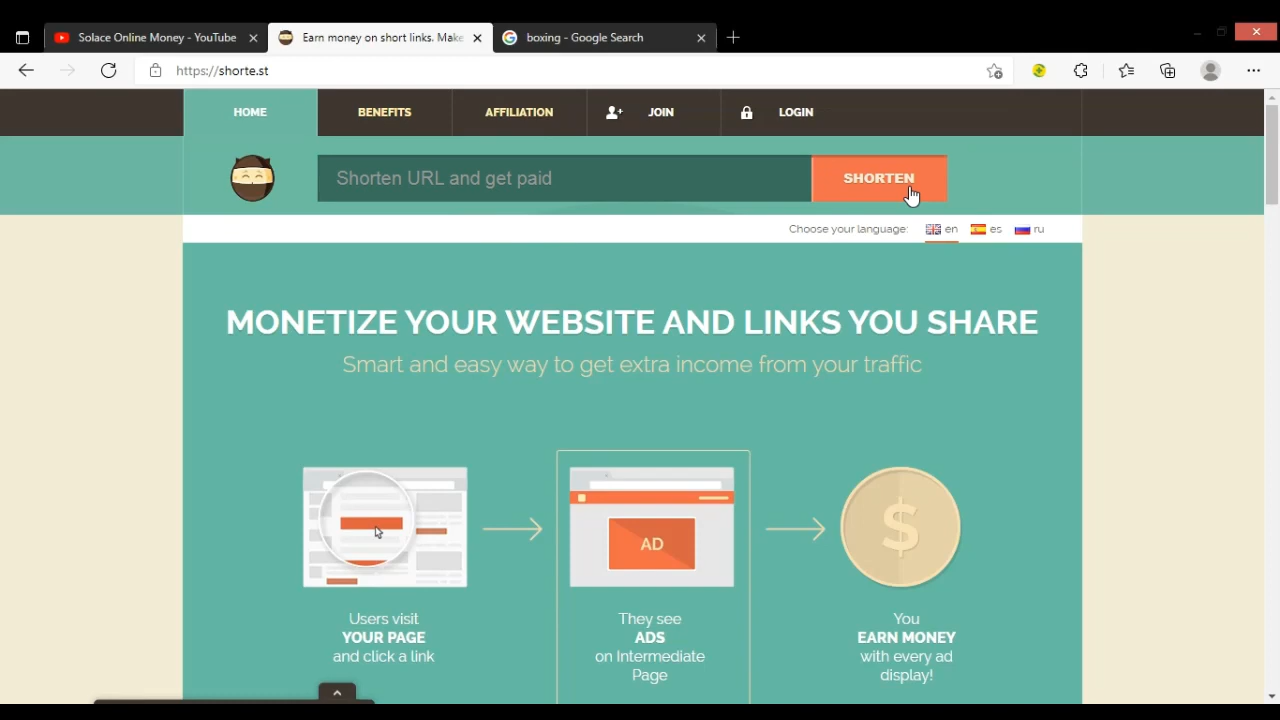 Solace Online Money - YouTube
Earn money on short links. Make
boxing - Google Search
https://shorte.st
HOME
BENEFITS
AFFILIATION
JOIN
LOGIN
Shorten URL and get paid
SHORTEN
Choose your language:
en
es
ru
MONETIZE YOUR WEBSITE AND LINKS YOU SHARE
Smart and easy way to get extra income from your traffic
AD
$
Users visit
YOUR PAGE
and click a link
They see
ADS
on Intermediate
Page
You
EARN MONEY
with every ad
display!